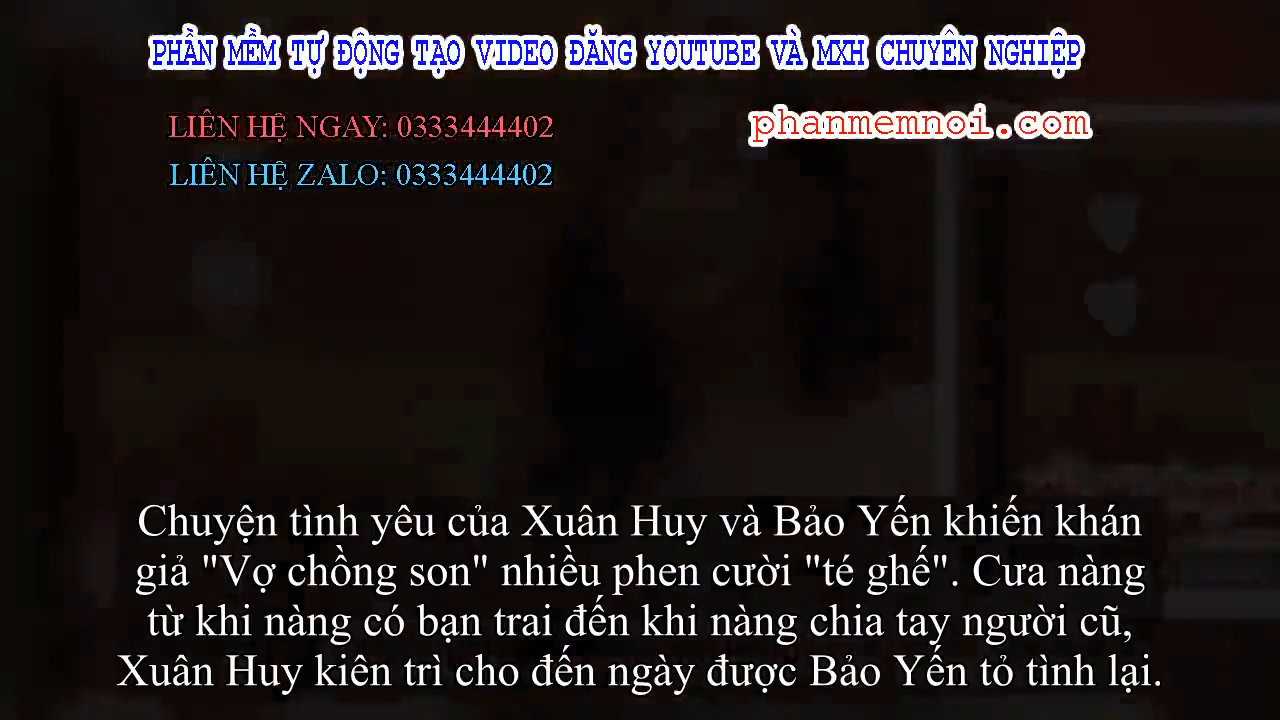 PHẦN MỀM TỰ ĐỘNG TẠO VIDEO ĐĂNG YOUTUBE VÀ MXH CHUYÊN NGHIỆP
LIÊN HỆ NGAY: 0333444402
phanmemnoi.com
LIÊN HỆ ZALO: 0333444402
Chuyện tình yêu của Xuân Huy và Bảo Yến khiến khán
giả "Vợ chồng son" nhiều phen cười "té ghế". Cưa nàng
từ khi nàng có bạn trai đến khi nàng chia tay người cũ,
Xuân Huy kiên trì cho đến ngày được Bảo Yến tỏ tình lại.